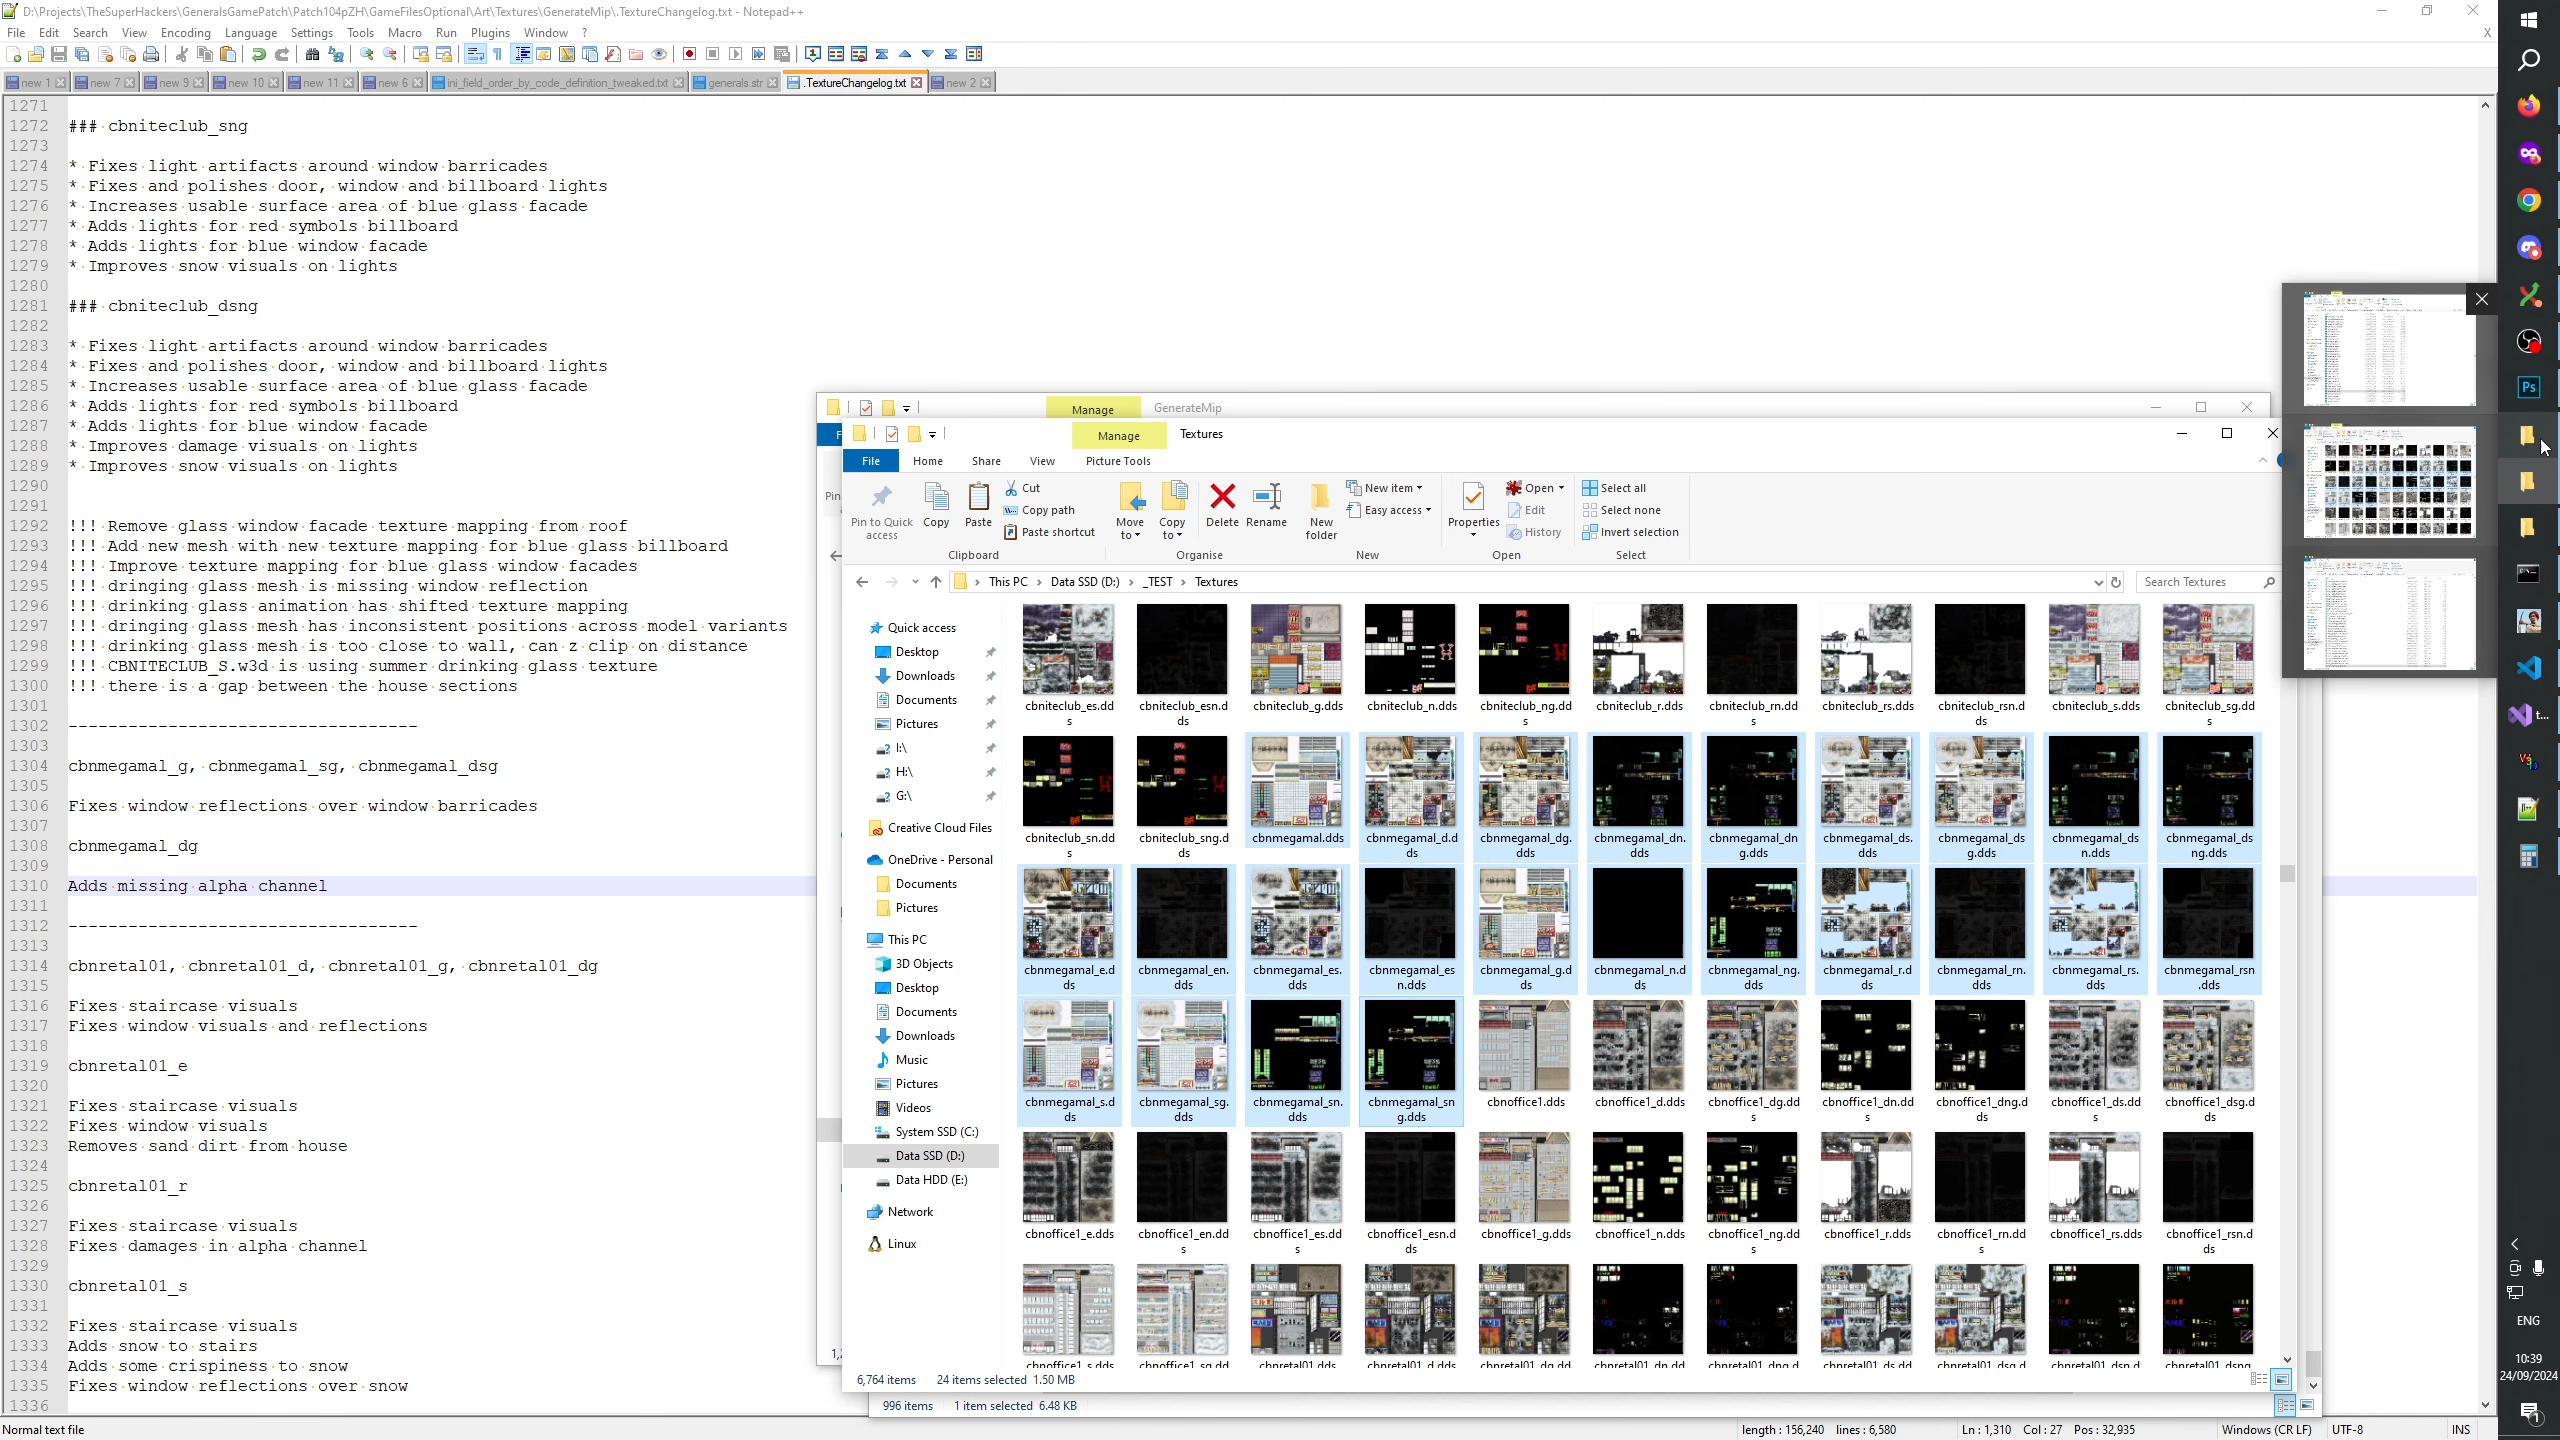 D:\Projects\TheSuperHackers\GeneralsGamePatch\Patch104pZH\GameFilesOptional\Art\Textures\GenerateMip\.TextureChangelog.txt - Notepad++
File Edit Search View Encoding Language Settings Tools Macro Run Plugins Window ?
new 1 new 7 new 9 new 10 new 11 new 6 ini_field_order_by_code_definition_tweaked.txt generals.str .TextureChangelog.txt new 2
1271
1272 ### cbniteclub_sng
1273
1274 * Fixes light artifacts around window barricades
1275 * Fixes and polishes door, window and billboard lights
1276 * Increases usable surface area of blue glass facade
1277 * Adds lights for red symbols billboard
1278 * Adds lights for blue window facade
1279 * Improves snow visuals on lights
1280
1281 ### cbniteclub_dsng
1282
1283 * Fixes light artifacts around window barricades
1284 * Fixes and polishes door, window and billboard lights
1285 * Increases usable surface area of blue glass facade
1286 * Adds lights for red symbols billboard
1287 * Adds lights for blue window facade
1288 * Improves damage visuals on lights
1289 * Improves snow visuals on lights
1290
1291
1292 !!! Remove glass window facade texture mapping from roof
1293 !!! Add new mesh with new texture mapping for blue glass billboard
1294 !!! Improve texture mapping for blue glass window facades
1295 !!! dringing glass mesh is missing window reflection
1296 !!! drinking glass animation has shifted texture mapping
1297 !!! dringing glass mesh has inconsistent positions across model variants
1298 !!! drinking glass mesh is too close to wall, can z clip on distance
1299 !!! CBNITECLUB_S.w3d is using summer drinking glass texture
1300 !!! there is a gap between the house sections
1301
1302 -----------------------------------
1303
1304 cbnmegamal_g, cbnmegamal_sg, cbnmegamal_dsg
1305
1306 Fixes window reflections over window barricades
1307
1308 cbnmegamal_dg
1309
1310 Adds missing alpha channel
1311
1312 -----------------------------------
1313
1314 cbnretal01, cbnretal01_d, cbnretal01_g, cbnretal01_dg
1315
1316 Fixes staircase visuals
1317 Fixes window visuals and reflections
1318
1319 cbnretal01_e
1320
1321 Fixes staircase visuals
1322 Fixes window visuals
1323 Removes sand dirt from house
1324
1325 cbnretal01_r
1326
1327 Fixes staircase visuals
1328 Fixes damages in alpha channel
1329
1330 cbnretal01_s
1331
1332 Fixes staircase visuals
1333 Adds snow to stairs
1334 Adds some crispiness to snow
1335 Fixes window reflections over snow
1336
Normal text file length : 156,240 lines : 6,580 Ln : 1,310 Col : 27 Pos : 32,935 Windows (CR LF) UTF-8 INS
Manage GenerateMip
Manage Textures
File Home Share View Picture Tools
Pin to Quick access
Copy
Paste
Cut
Copy path
Paste shortcut
Move to
Copy to
Delete
Rename
New folder
New item
Easy access
Properties
Open
Edit
History
Select all
Select none
Invert selection
Clipboard Organise New Open Select
This PC > Data SSD (D:) > _TEST > Textures
Search Textures
Quick access
Desktop
Downloads
Documents
Pictures
I:\
H:\
G:\
Creative Cloud Files
OneDrive - Personal
Documents
Pictures
This PC
3D Objects
Desktop
Documents
Downloads
Music
Pictures
Videos
System SSD (C:)
Data SSD (D:)
Data HDD (E:)
Network
Linux
cbniteclub_es.dds cbniteclub_esn.dds cbniteclub_g.dds cbniteclub_n.dds cbniteclub_ng.dds cbniteclub_r.dds cbniteclub_rn.dds cbniteclub_rs.dds cbniteclub_rsn.dds cbniteclub_s.dds cbniteclub_sg.dds
cbniteclub_sn.dds cbniteclub_sng.dds cbnmegamal.dds cbnmegamal_d.dds cbnmegamal_dg.dds cbnmegamal_dn.dds cbnmegamal_dng.dds cbnmegamal_ds.dds cbnmegamal_dsg.dds cbnmegamal_dsn.dds cbnmegamal_dsng.dds
cbnmegamal_e.dds cbnmegamal_en.dds cbnmegamal_es.dds cbnmegamal_esn.dds cbnmegamal_g.dds cbnmegamal_n.dds cbnmegamal_ng.dds cbnmegamal_r.dds cbnmegamal_rn.dds cbnmegamal_rs.dds cbnmegamal_rsn.dds
cbnmegamal_s.dds cbnmegamal_sg.dds cbnmegamal_sn.dds cbnmegamal_sng.dds cbnoffice1.dds cbnoffice1_d.dds cbnoffice1_dg.dds cbnoffice1_dn.dds cbnoffice1_dng.dds cbnoffice1_ds.dds cbnoffice1_dsg.dds
cbnoffice1_e.dds cbnoffice1_en.dds cbnoffice1_es.dds cbnoffice1_esn.dds cbnoffice1_g.dds cbnoffice1_n.dds cbnoffice1_ng.dds cbnoffice1_r.dds cbnoffice1_rn.dds cbnoffice1_rs.dds cbnoffice1_rsn.dds
cbnoffice1_s.dds cbnoffice1_sg.dd cbnretal01.dds cbnretal01_d.dds cbnretal01_dg.dd cbnretal01_dn.dd cbnretal01_dng.d cbnretal01_ds.dd cbnretal01_dsg.d cbnretal01_dsn.d cbnretal01_dsng.
6,764 items 24 items selected 1.50 MB
996 items 1 item selected 6.48 KB
Ps
t...
ENG
10:39
24/09/2024
1